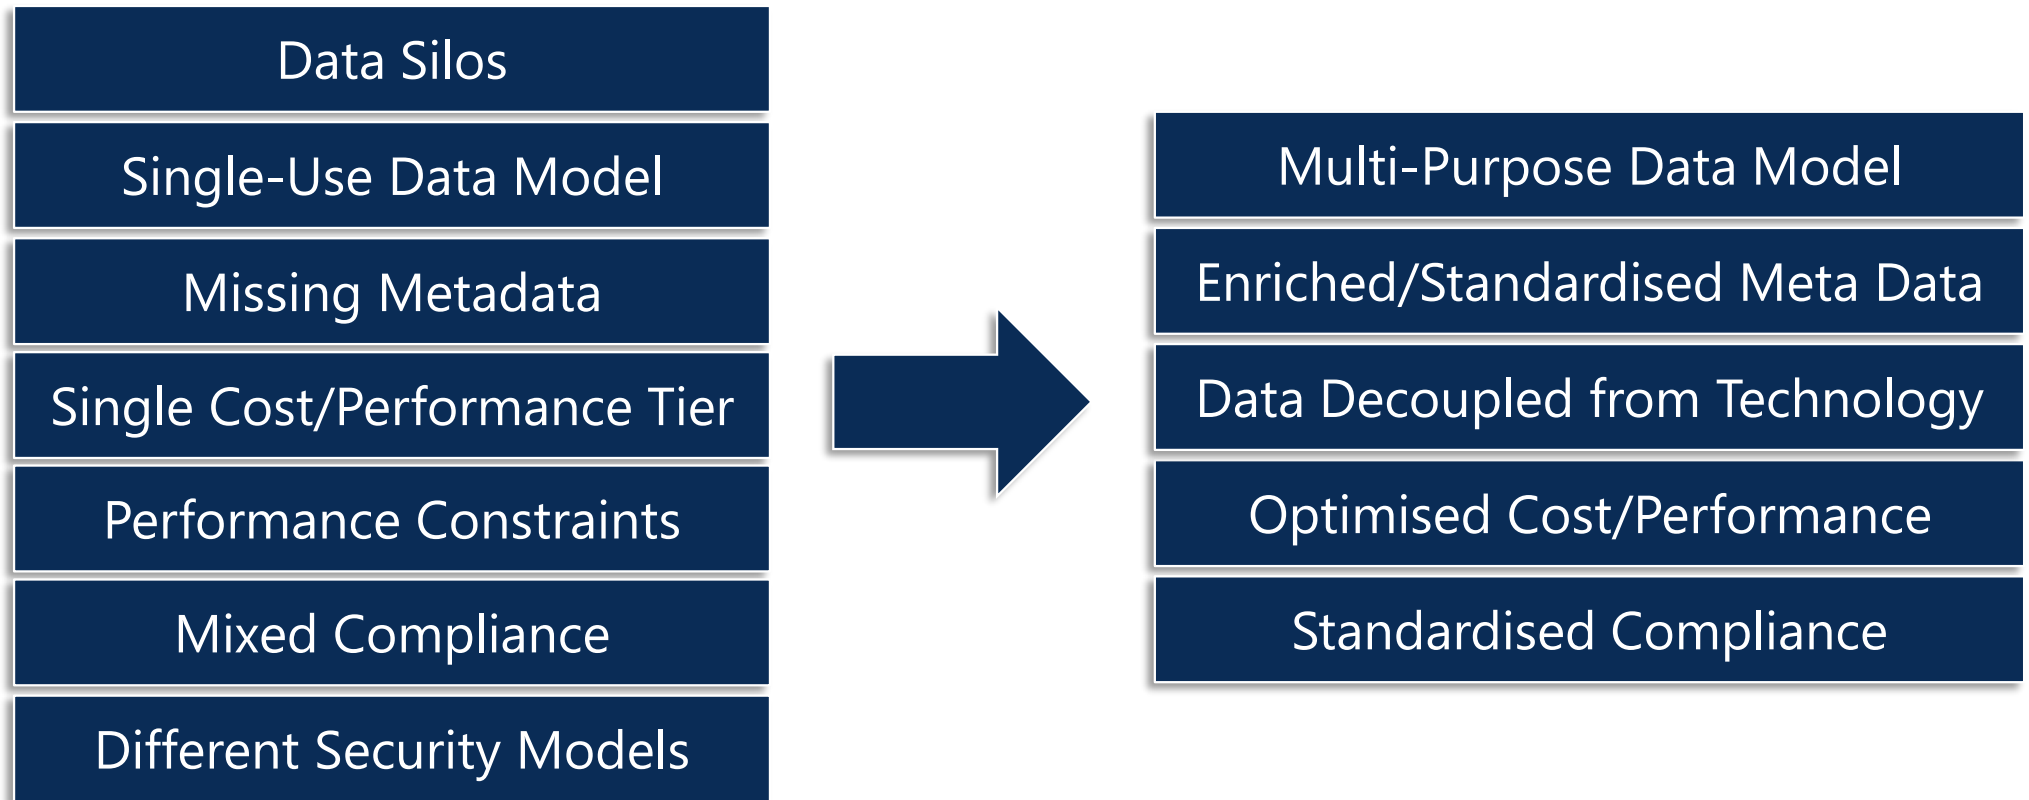 Data Silos
Single-Use Data Model
Missing Metadata
Single Cost/Performance Tier
Performance Constraints
Mixed Compliance
Different Security Models
Multi-Purpose Data Model
Enriched/Standardised Meta Data
Data Decoupled from Technology
Optimised Cost/Performance
Standardised Compliance